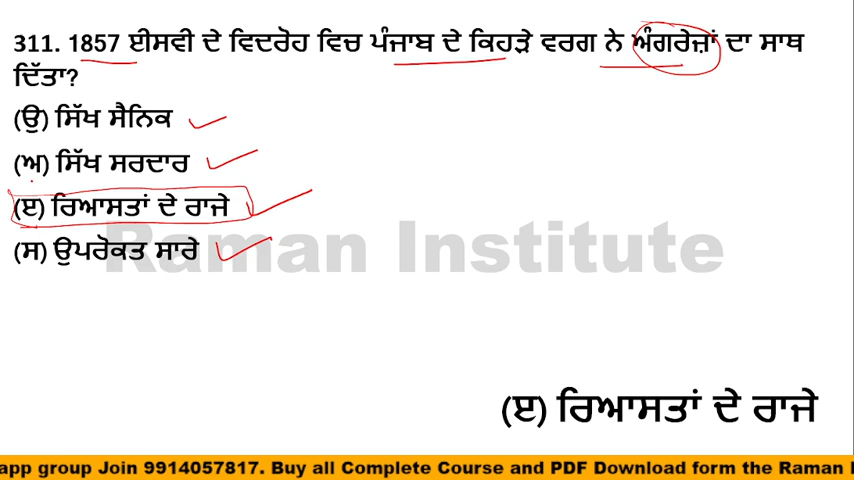 311. 1857 ਈਸਵੀ ਦੇ ਵਿਦਰੋਹ ਵਿਚ ਪੰਜਾਬ ਦੇ ਕਿਹੜੇ ਵਰਗ ਨੇ ਅੰਗਰੇਜ਼ਾਂ ਦਾ ਸਾਥ
ਦਿੱਤਾ?
(ੳ) ਸਿੱਖ ਸੈਨਿਕ
(ਅ) ਸਿੱਖ ਸਰਦਾਰ
(ੲ) ਰਿਆਸਤਾਂ ਦੇ ਰਾਜੇ
(ਸ) ਉਪਰੋਕਤ ਸਾਰੇ
Raman Institute
(ੲ) ਰਿਆਸਤਾਂ ਦੇ ਰਾਜੇ
app group Join 9914057817. Buy all Complete Course and PDF Download form the Raman